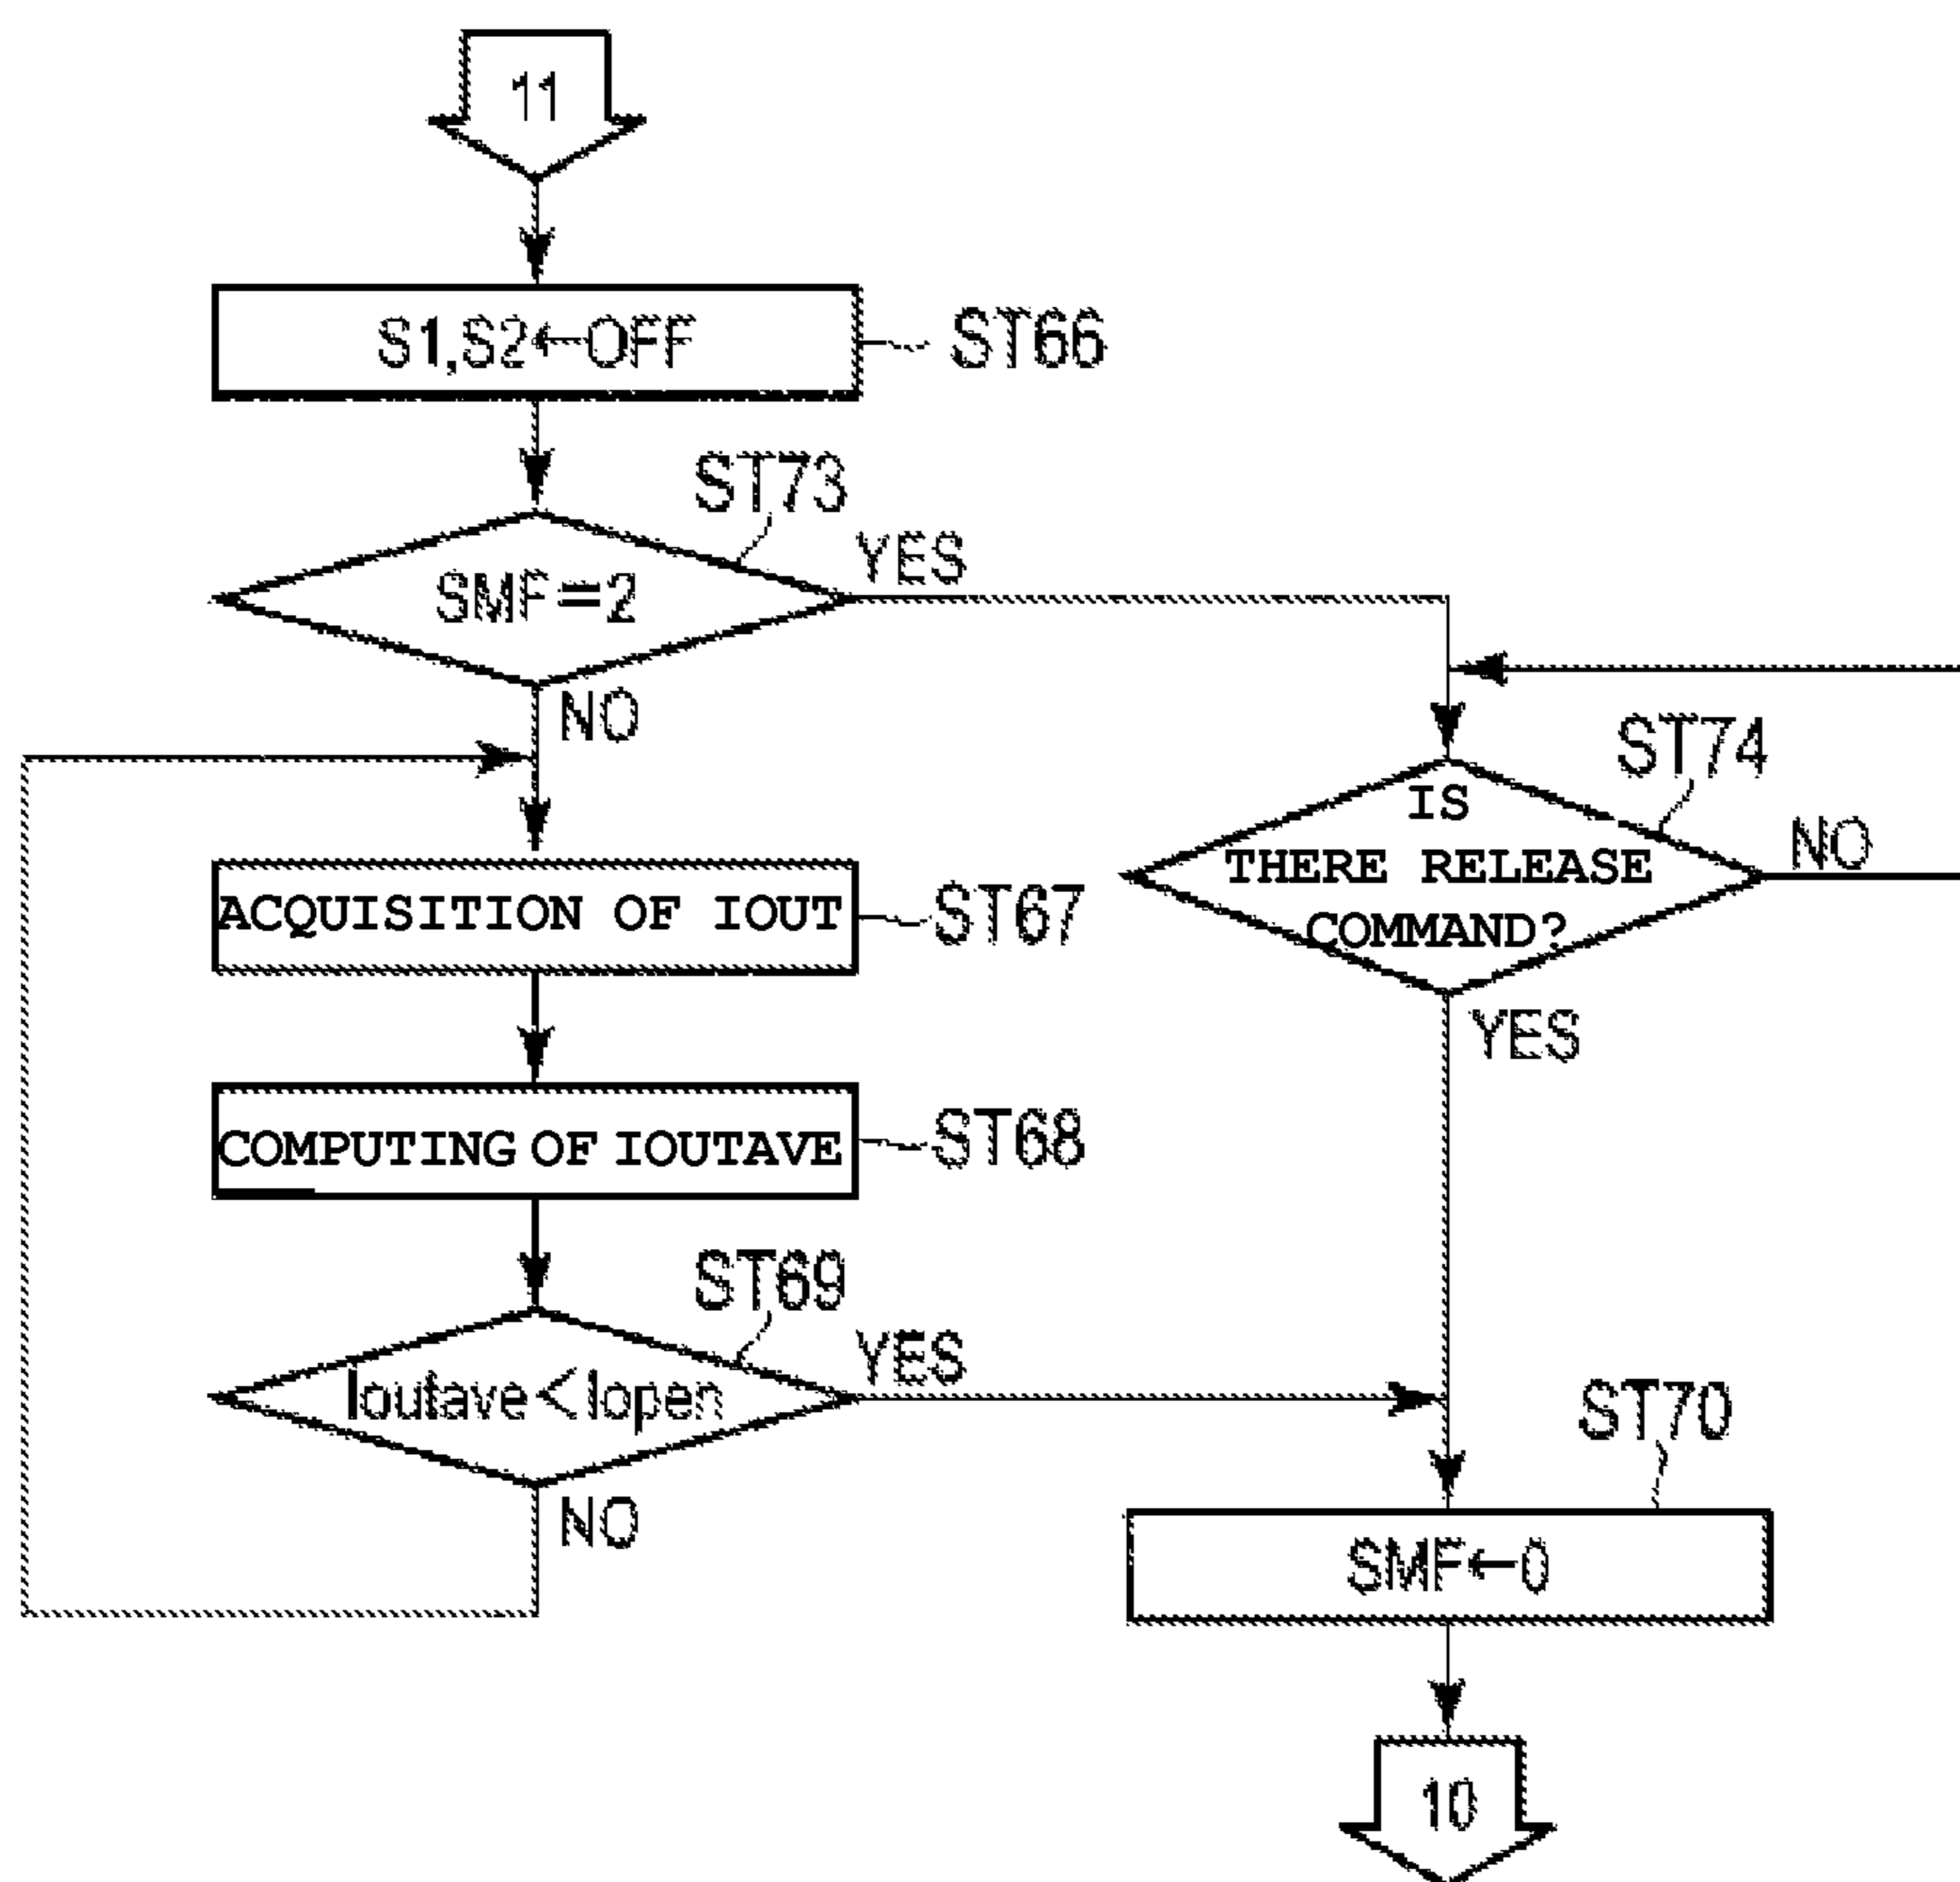 11
S1,S2←OFF
ST66
ST73
SMF=2
YES
NO
ST74
IS
THERE RELEASE
COMMAND?
NO
YES
ACQUISITION OF IOUT
ST67
COMPUTING OF IOUTAVE
ST68
ST69
Ioutave<Iopen
YES
NO
ST70
SMF←0
10